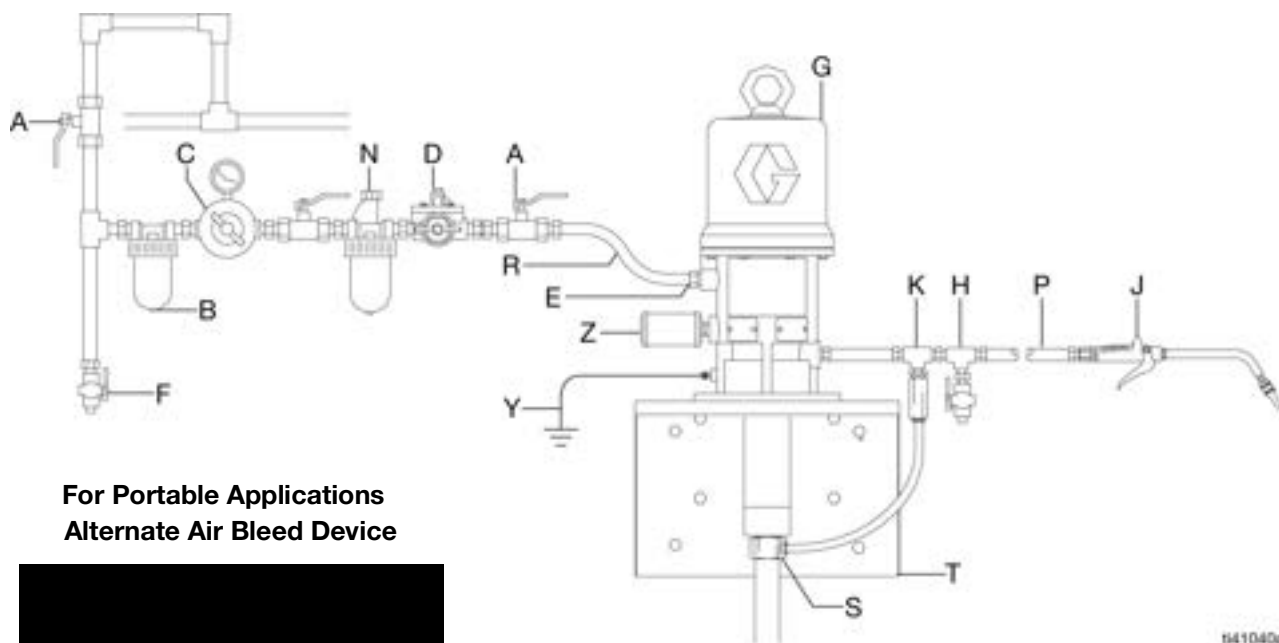 G
A
C
N
D
A
R
E
K
H
P
J
B
Z
F
Y
For Portable Applications
Alternate Air Bleed Device
T
S